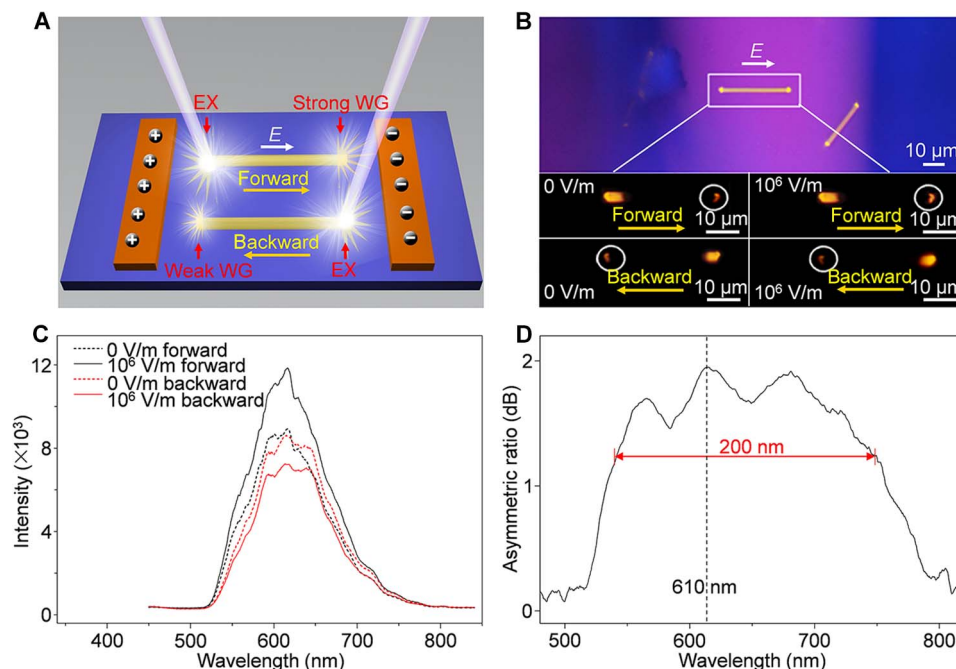 A
EX
Strong WG
E
Forward
Backward
Weak WG
EX
+
+
+
+
+
−
−
−
−
−
B
E
10 μm
0 V/m
Forward
10 μm
10⁶ V/m
Forward
10 μm
Backward
0 V/m
10 μm
Backward
10⁶ V/m
10 μm
C
0 V/m forward
10⁶ V/m forward
0 V/m backward
10⁶ V/m backward
Intensity (×10³)
12
8
4
0
400
500
600
700
800
Wavelength (nm)
D
Asymmetric ratio (dB)
2
1
0
200 nm
610 nm
500
600
700
800
Wavelength (nm)